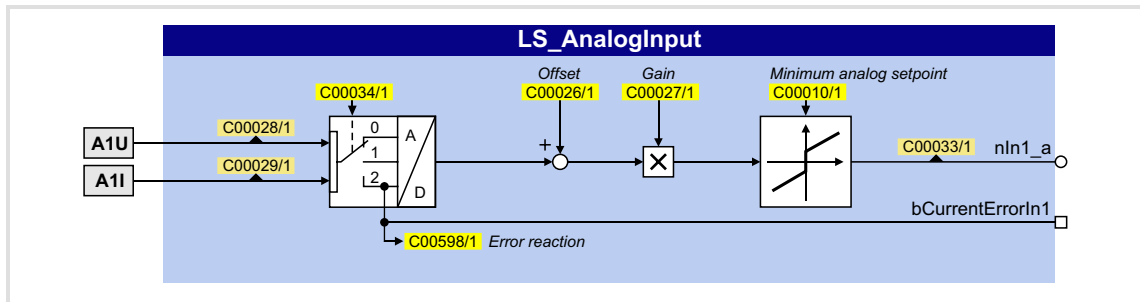 LS_AnalogInput
Offset Gain Minimum analog setpoint
C00034/1 C00026/1 C00027/1 C00010/1
A1U C00028/1 0 A
+
1
A1I C00029/1 C00033/1 nIn1_a
2 D
bCurrentErrorIn1
C00598/1 Error reaction